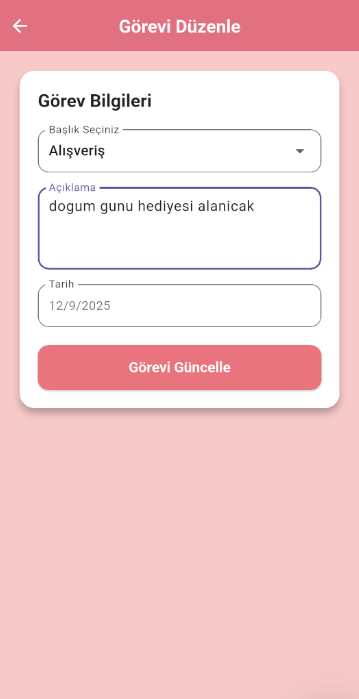 Görevi Düzenle
Görev Bilgileri
Başlık Seçiniz
Alışveriş
Açıklama
dogum gunu hediyesi alanicak
Tarih
12/9/2025
Görevi Güncelle